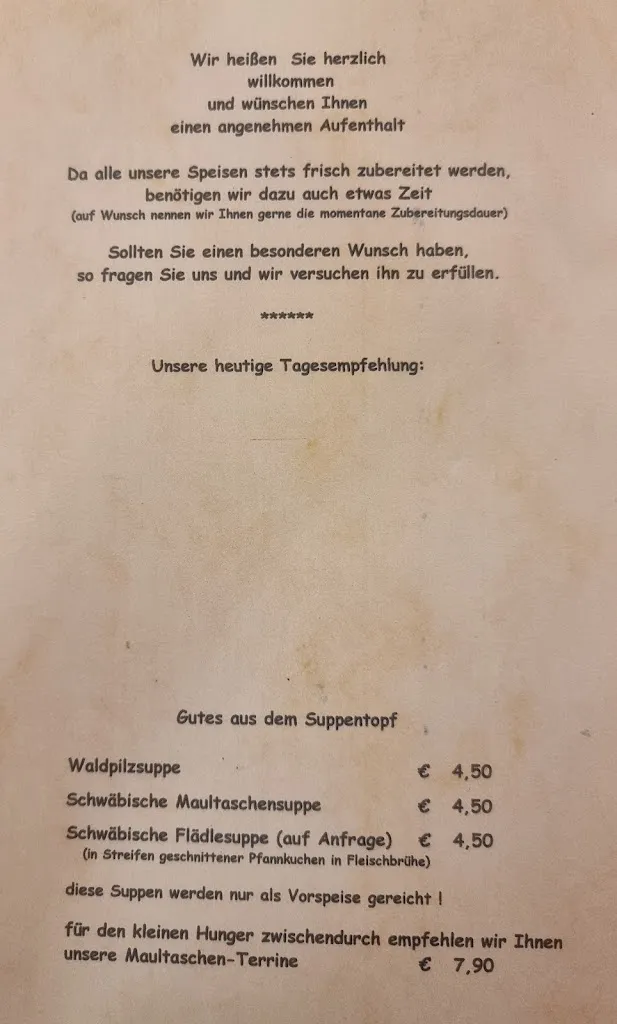 Wir heißen Sie herzlich
willkommen
und wünschen Ihnen
einen angenehmen Aufenthalt
Da alle unsere Speisen stets frisch zubereitet werden,
benötigen wir dazu auch etwas Zeit
(auf Wunsch nennen wir Ihnen gerne die momentane Zubereitungsdauer)
Sollten Sie einen besonderen Wunsch haben,
so fragen Sie uns und wir versuchen ihn zu erfüllen.
******
Unsere heutige Tagesempfehlung:
Gutes aus dem Suppentopf
Waldpilzsuppe € 4,50
Schwäbische Maultaschensuppe € 4,50
Schwäbische Flädlesuppe (auf Anfrage) € 4,50
(in Streifen geschnittener Pfannkuchen in Fleischbrühe)
diese Suppen werden nur als Vorspeise gereicht !
für den kleinen Hunger zwischendurch empfehlen wir Ihnen
unsere Maultaschen-Terrine € 7,90